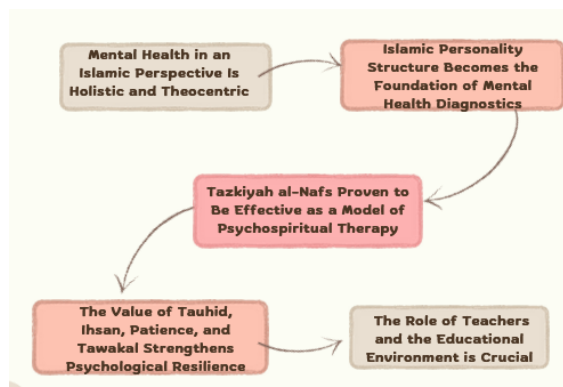 Mental Health in an
Islamic Perspective Is
Holistic and Theocentric
Islamic Personality
Structure Becomes the
Foundation of Mental
Health Diagnostics
Tazkiyah al-Nafs Proven to
Be Effective as a Model of
Psychospiritual Therapy
The Value of Tauhid,
Ihsan, Patience, and
Tawakal Strengthens
Psychological Resilience
The Role of Teachers
and the Educational
Environment is Crucial